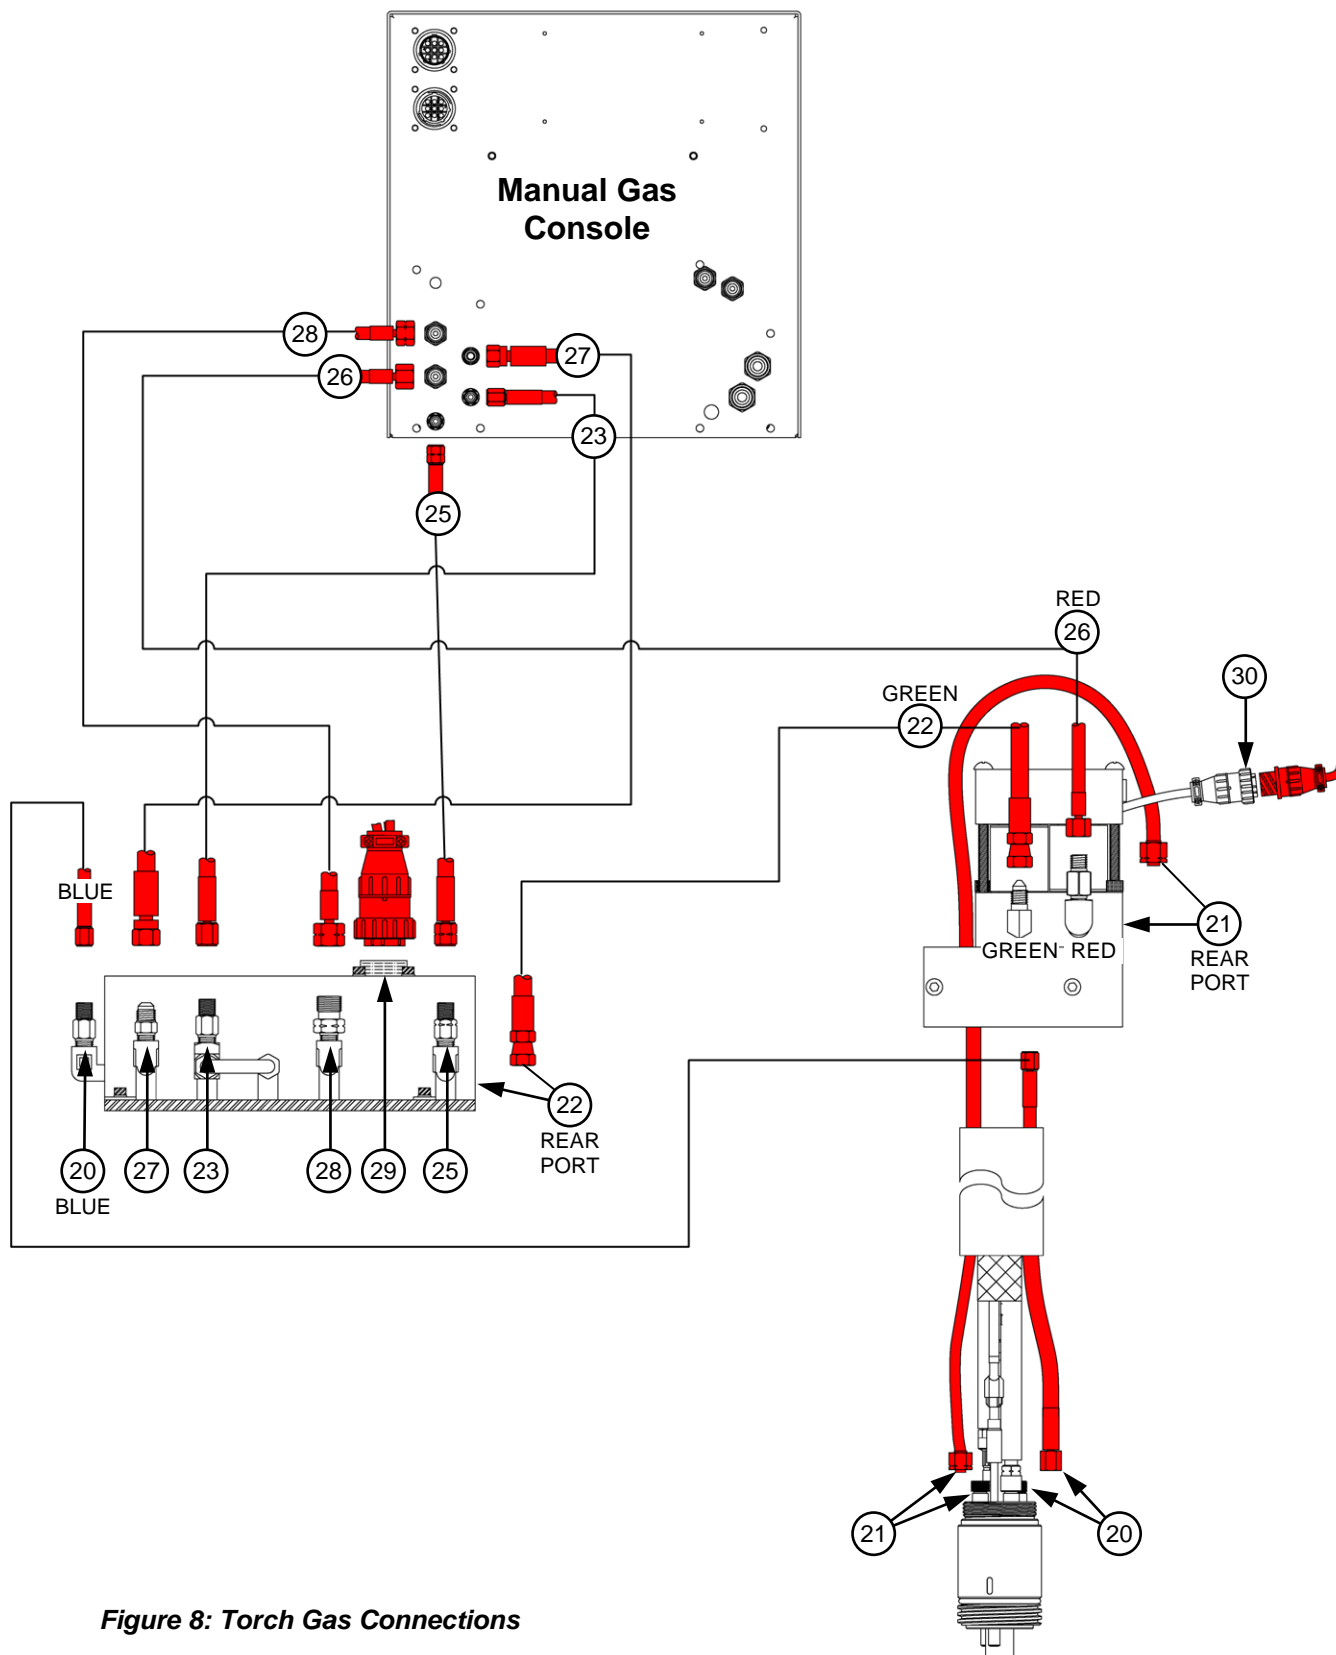 Manual Gas
Console
28
27
26
23
25
RED
26
30
GREEN
22
BLUE
GREEN RED
21
REAR
PORT
22
REAR
PORT
20
27
23
28
29
25
BLUE
21
20
Figure 8: Torch Gas Connections